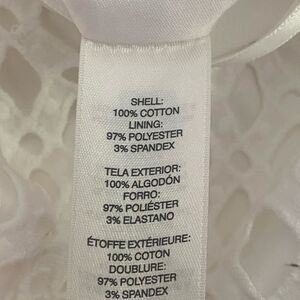 SHELL:
100% COTTON
LINING:
97% POLYESTER
3% SPANDEX
TELA EXTERIOR:
100% ALGODÓN
FORRO:
97% POLIÉSTER
3% ELASTANO
ÉTOFFE EXTÉRIEURE:
100% COTON
DOUBLURE:
97% POLYESTER
3% SPANDEX